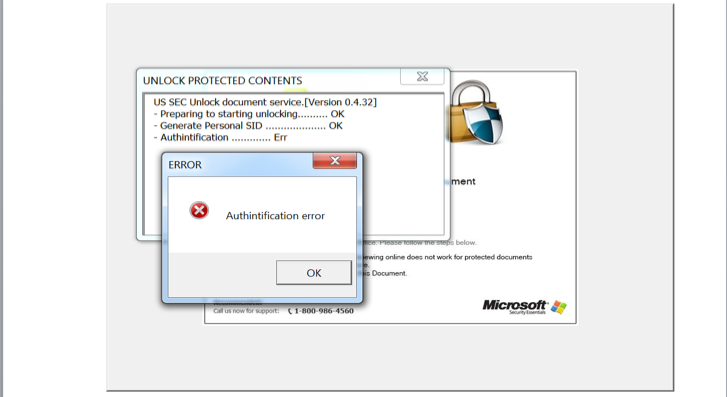 UNLOCK PROTECTED CONTENTS
US SEC Unlock document service.[Version 0.4.32]
- Preparing to starting unlocking.......... OK
- Generate Personal SID .................... OK
- Authintification ............. Err
ERROR
Authintification error
OK
ment
Please follow the steps below.
ewing online does not work for protected documents
is Document.
Call us now for support: 1-800-986-4560
Microsoft
Security Essentials